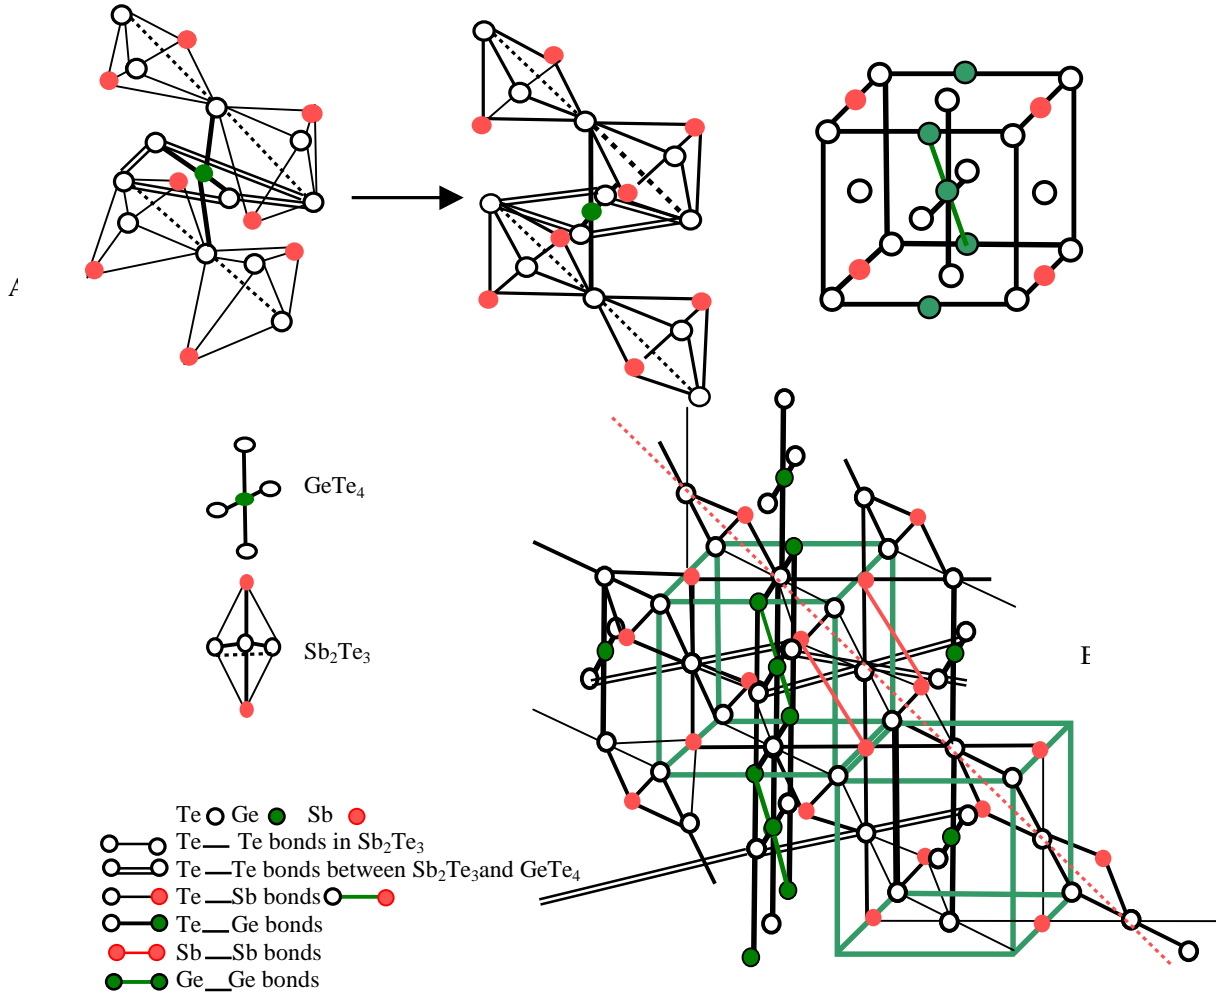 A
GeTe4
Sb2Te3
B
Te Ge Sb
Te Te bonds in Sb2Te3
Te Te bonds between Sb2Te3and GeTe4
Te Sb bonds
Te Ge bonds
Sb Sb bonds
Ge Ge bonds